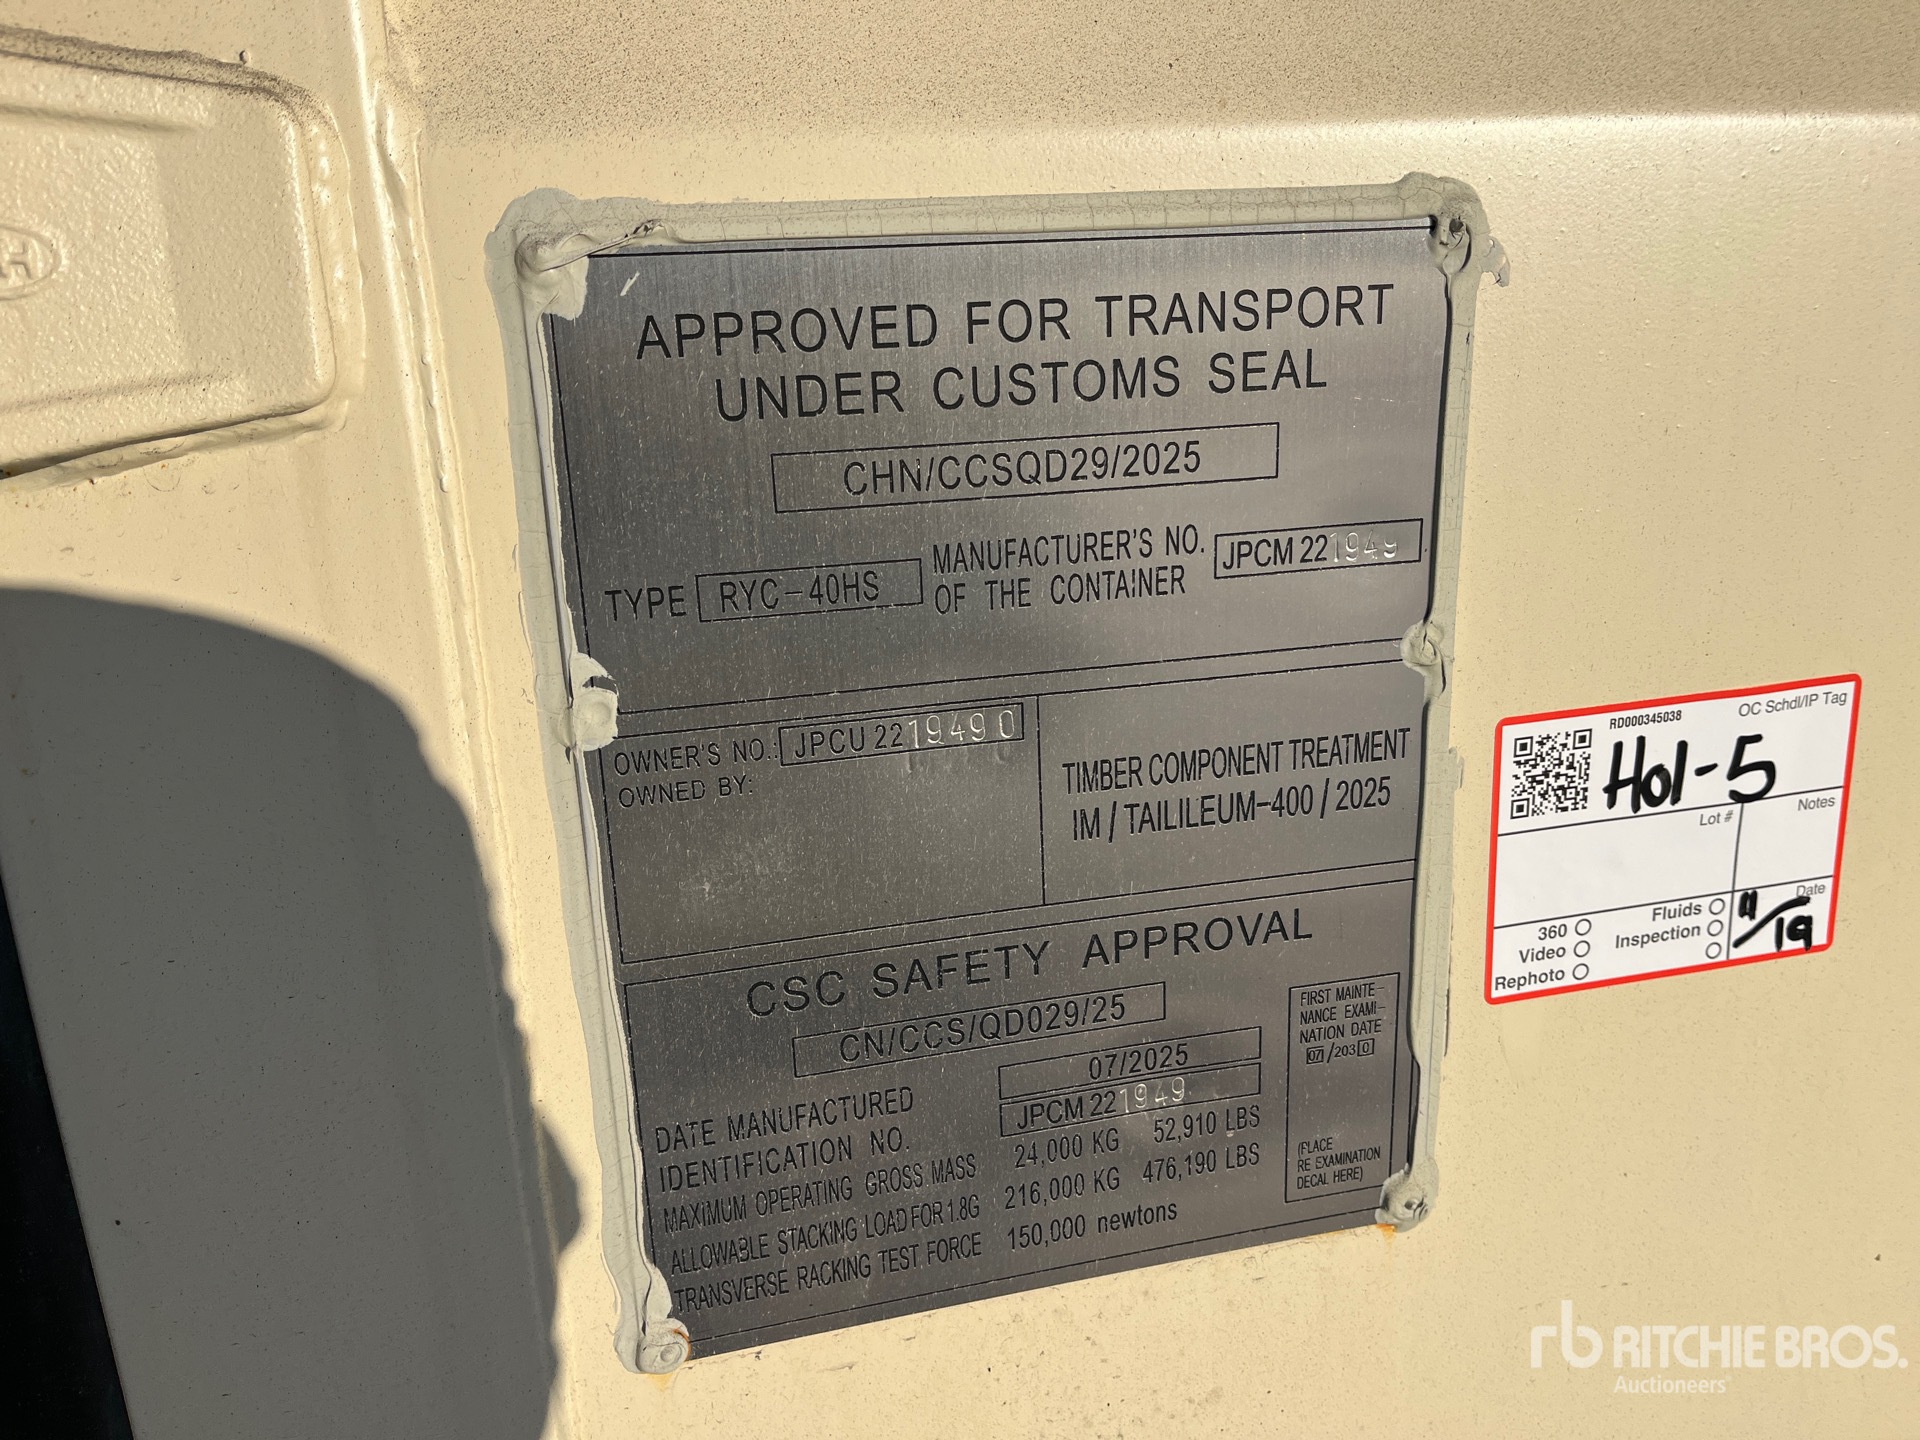 APPROVED FOR TRANSPORT
UNDER CUSTOMS SEAL
CHN/CCSQD29/2025
TYPE RYC-40HS
MANUFACTURER'S NO.
OF THE CONTAINER
JPCM 221949
OWNER'S NO.: JPCU 2219490
OWNED BY:
TIMBER COMPONENT TREATMENT
IM / TAILILEUM-400 / 2025
CSC SAFETY APPROVAL
CN/CCS/QD029/25
DATE MANUFACTURED 07/2025
IDENTIFICATION NO. JPCM 221949
MAXIMUM OPERATING GROSS MASS 24,000 KG 52,910 LBS
ALLOWABLE STACKING LOAD FOR 1.8G 216,000 KG 476,190 LBS
TRANSVERSE RACKING TEST FORCE 150,000 newtons
FIRST MAINTE-
NANCE EXAMI-
NATION DATE
07/2030
(PLACE
RE EXAMINATION
DECAL HERE)
RD000345038
OC Schdl/IP Tag
Hol-5
Lot #
Notes
360
Video
Rephoto
Fluids
Inspection
Date
11/19
rb RITCHIE BROS.
Auctioneers